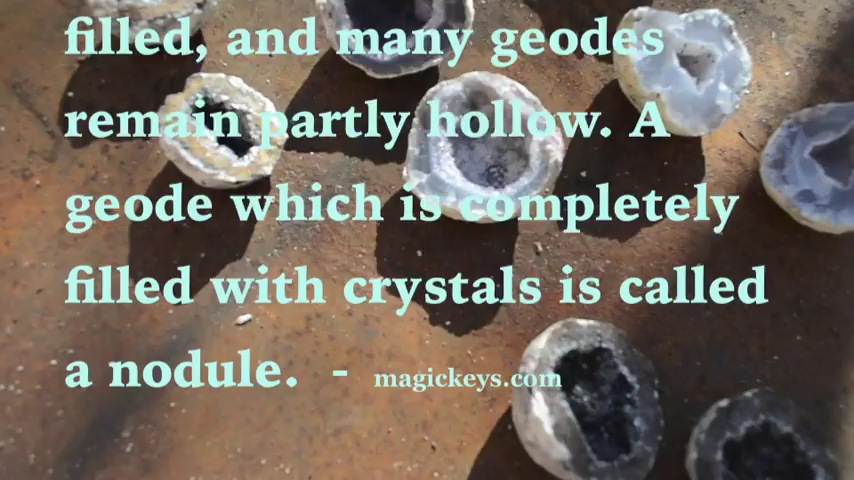 filled, and many geodes
remain partly hollow. A
geode which is completely
filled with crystals is called
a nodule. - magickeys.com